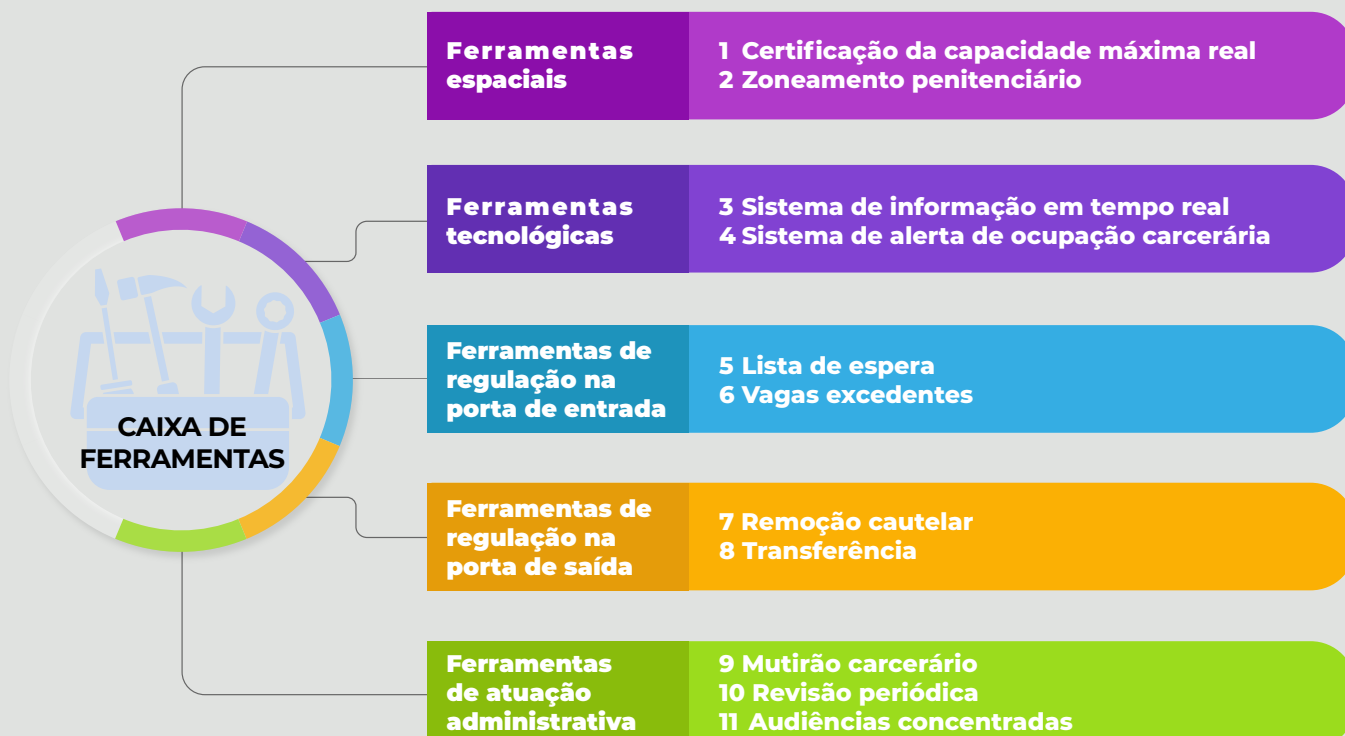 CAIXA DE
FERRAMENTAS
Ferramentas
espaciais
1 Certificação da capacidade máxima real
2 Zoneamento penitenciário
Ferramentas
tecnológicas
3 Sistema de informação em tempo real
4 Sistema de alerta de ocupação carcerária
Ferramentas de
regulação na
porta de entrada
5 Lista de espera
6 Vagas excedentes
Ferramentas de
regulação na
porta de saída
7 Remoção cautelar
8 Transferência
Ferramentas
de atuação
administrativa
9 Mutirão carcerário
10 Revisão periódica
11 Audiências concentradas